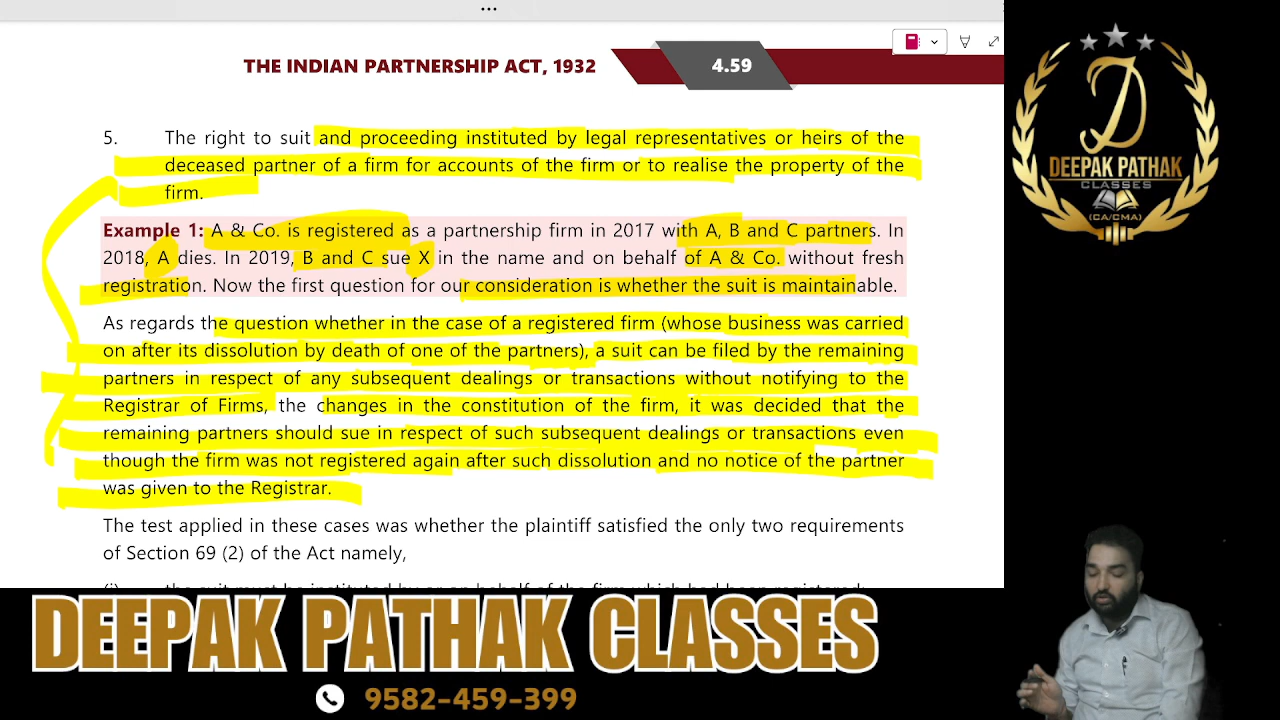 THE INDIAN PARTNERSHIP ACT, 1932
4.59
5. The right to suit and proceeding instituted by legal representatives or heirs of the
deceased partner of a firm for accounts of the firm or to realise the property of the
firm.
Example 1: A & Co. is registered as a partnership firm in 2017 with A, B and C partners. In
2018, A dies. In 2019, B and C sue X in the name and on behalf of A & Co. without fresh
registration. Now the first question for our consideration is whether the suit is maintainable.
As regards the question whether in the case of a registered firm (whose business was carried
on after its dissolution by death of one of the partners), a suit can be filed by the remaining
partners in respect of any subsequent dealings or transactions without notifying to the
Registrar of Firms, the changes in the constitution of the firm, it was decided that the
remaining partners should sue in respect of such subsequent dealings or transactions even
though the firm was not registered again after such dissolution and no notice of the partner
was given to the Registrar.
The test applied in these cases was whether the plaintiff satisfied the only two requirements
of Section 69 (2) of the Act namely,
D
DEEPAK PATHAK
CLASSES
(CA/CMA)
DEEPAK PATHAK CLASSES
9582-459-399